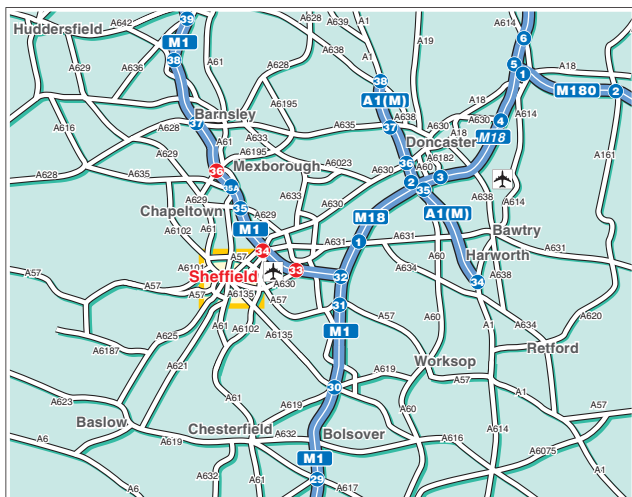 39
A642
A628
A639
A1
A614
Huddersfield
M1
A61
A19
6
A638
38
A629
A636
A628
A1
5
1
A18
38
M180
2
A616
A6195
A1(M)
A18
Barnsley
A638
4
A614
37
A628
A635
37
A630
A630
A161
A61
A18
M18
A629
A6195
Doncaster
Mexborough
A6023
36
A6182
36
A630
A60
3
A628
A635
35A
A633
2
35
A638
A629
35
M18
A614
Chapeltown
A629
A1(M)
A6102
A61
M1
A631
1
A631
Bawtry
34
A57
A60
A631
A57
A6101
33
A634
Harworth
Sheffield
32
A638
A57
A6135
A630
34
A57
31
A57
A61
A6102
A60
A1
A634
A620
A625
A6135
M1
A6187
Retford
A621
Worksop
A619
A57
30
A1
A61
A623
A619
A60
A57
Baslow
Chesterfield
A614
A6
A619
A632
Bolsover
A616
A6075
M1
A632
A61
29
A6
A617
A1